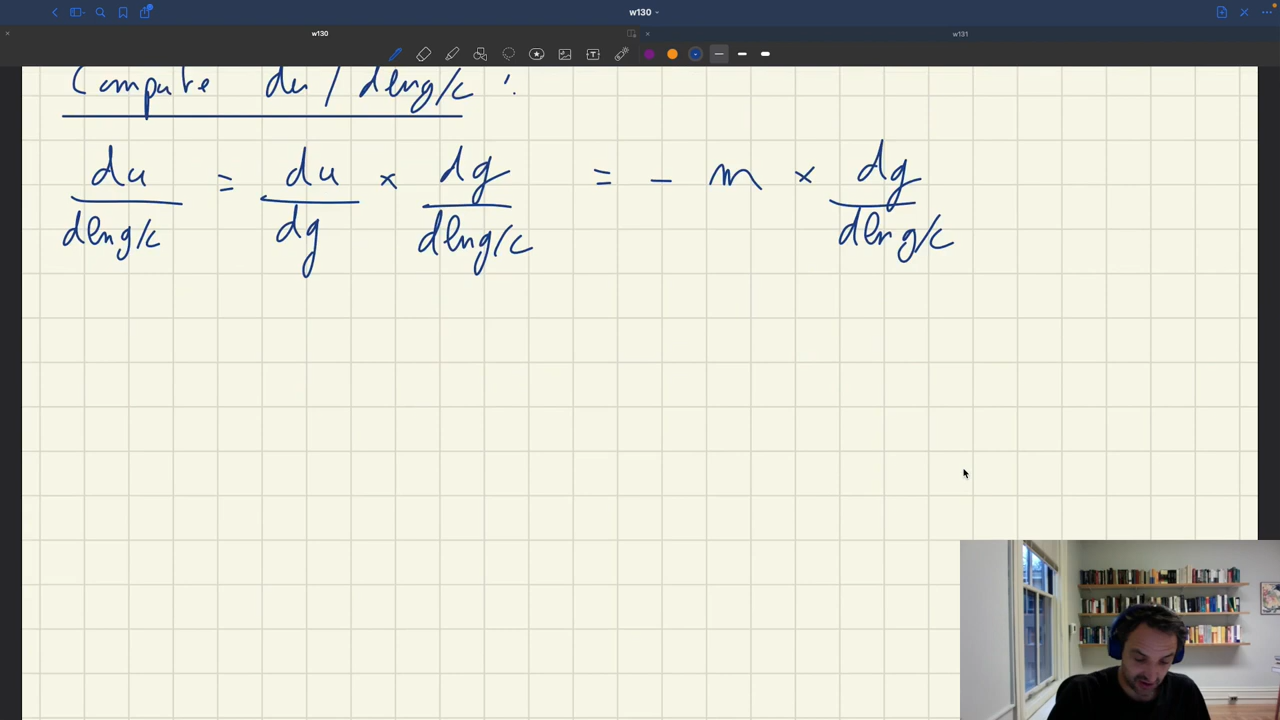 w130
w130
w131
Compute du/dlng/c :
du/dlng/c = du/dg × dg/dlng/c = - m × dg/dlng/c